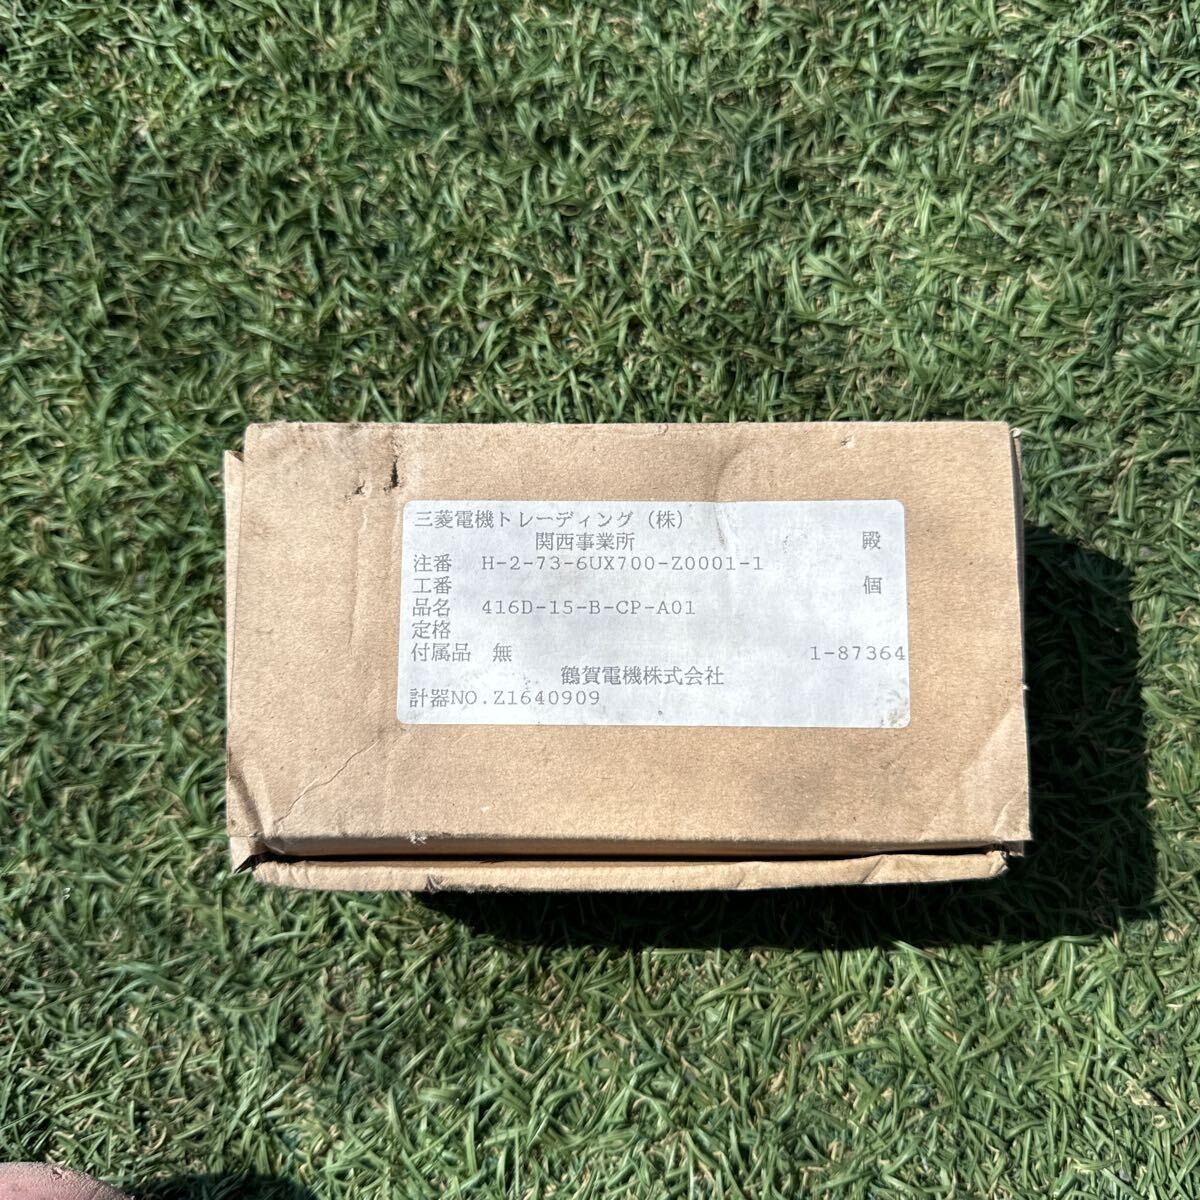 三菱電機トレーディング（株）
関西事業所 殿
注番 H-2-73-6UX700-Z0001-1
工番 個
品名 416D-15-B-CP-A01
定格
付属品 無 1-87364
鶴賀電機株式会社
計器NO.Z1640909